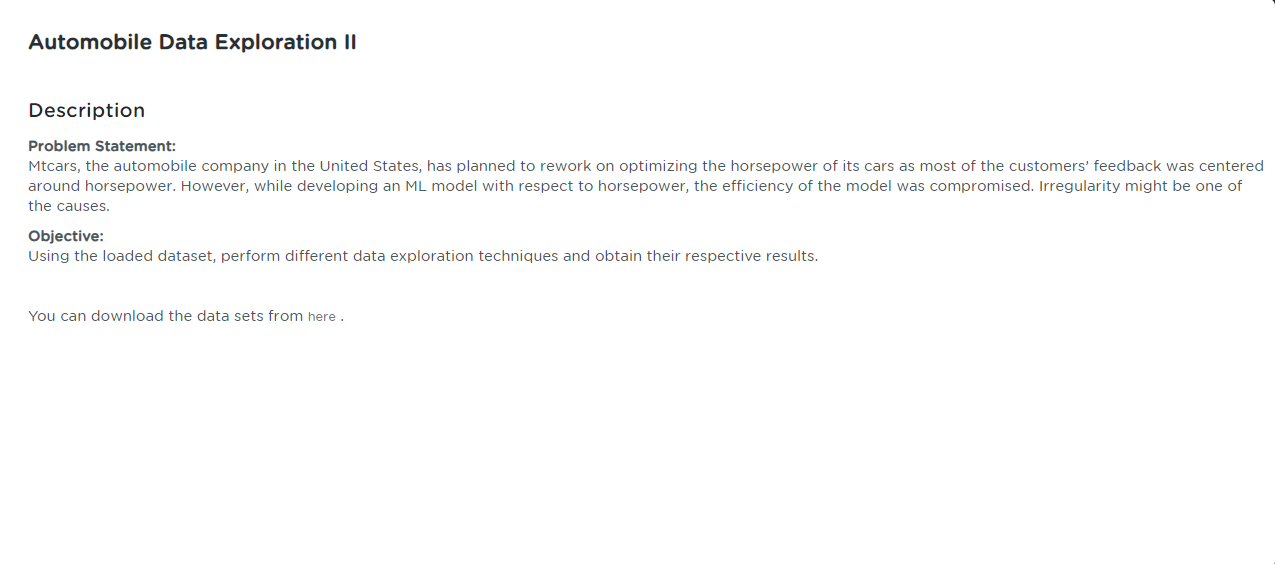 Automobile Data Exploration II
Description
Problem Statement:
Mtcars, the automobile company in the United States, has planned to rework on optimizing the horsepower of its cars as most of the customers’ feedback was centered
around horsepower. However, while developing an ML model with respect to horsepower, the efficiency of the model was compromised. Irregularity might be one of
the causes.
Objective:
Using the loaded dataset, perform different data exploration techniques and obtain their respective results.
You can download the data sets from here .